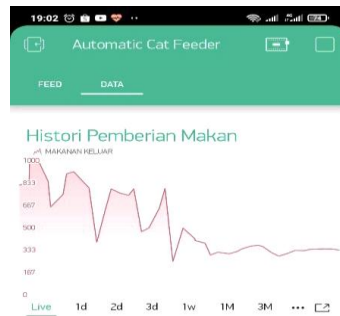 19:02
Automatic Cat Feeder
FEED DATA
Histori Pemberian Makan
MAKANAN KELUAR
1000
833
667
500
333
167
0
Live 1d 2d 3d 1w 1M 3M ...